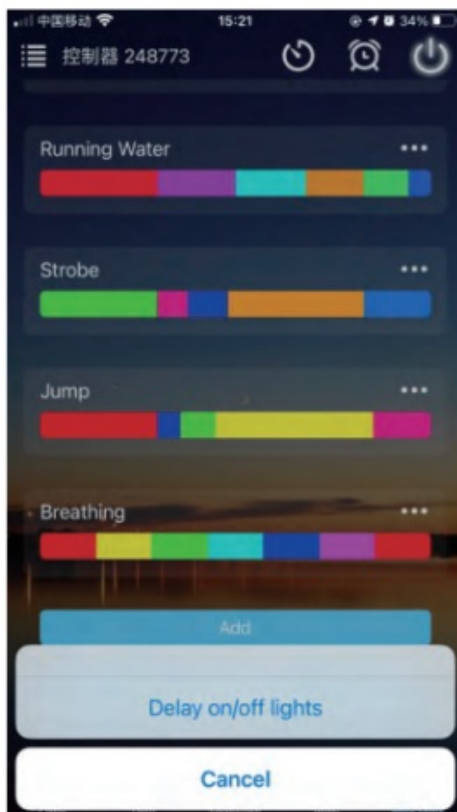 中国移动 15:21 34%
控制器 248773
Running Water
Strobe
Jump
Breathing
Add
Delay on/off lights
Cancel